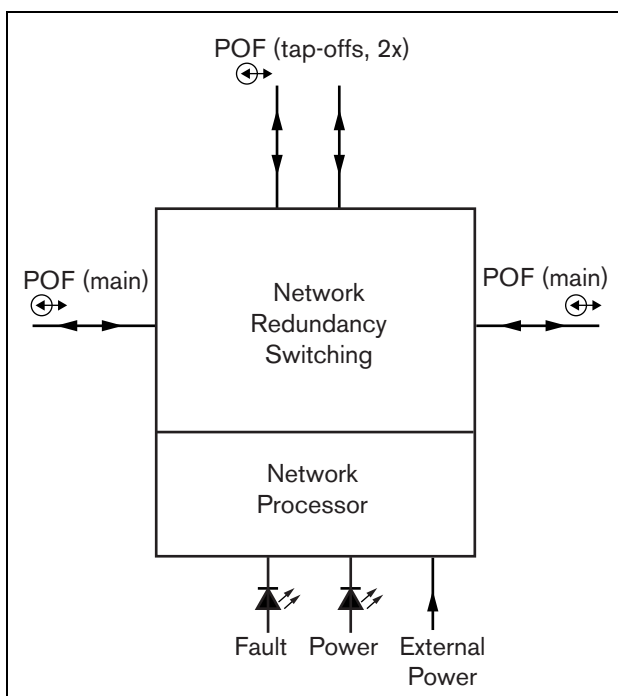 POF (tap-offs, 2x)
POF (main)
POF (main)
Network
Redundancy
Switching
Network
Processor
Fault
Power
External
Power